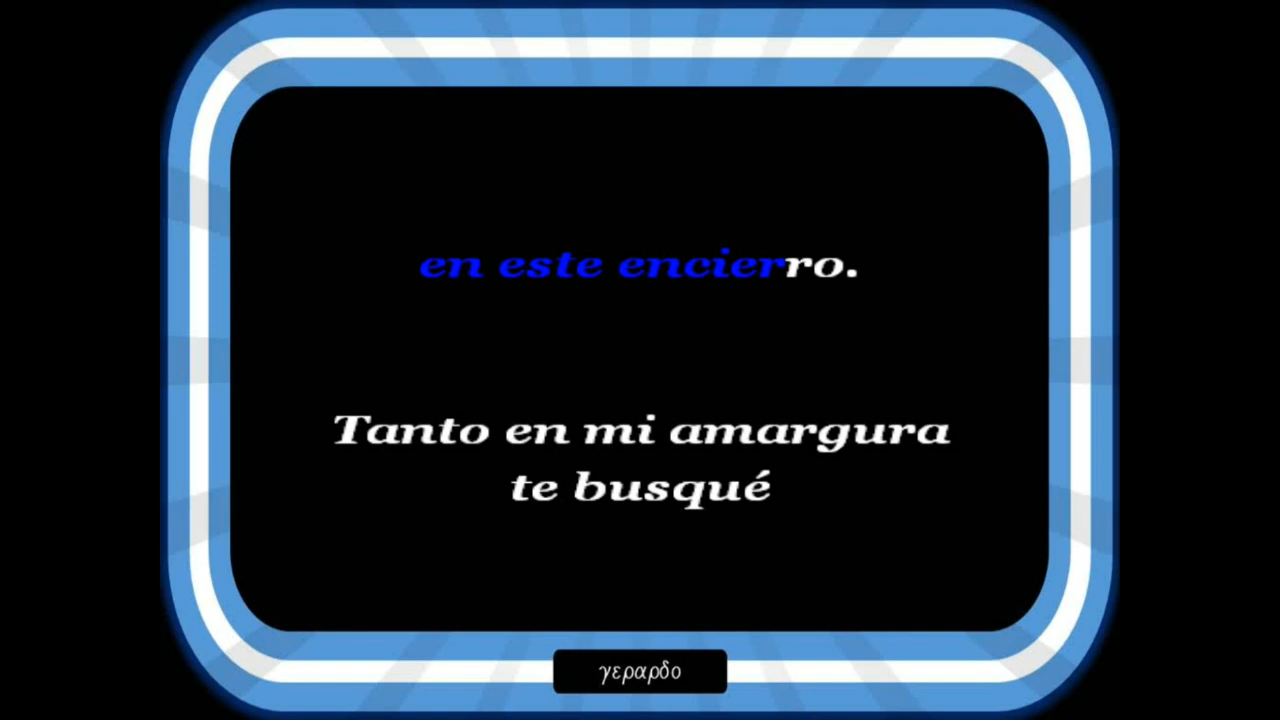 en este encierro.
Tanto en mi amargura
te busqué
γεραρδο